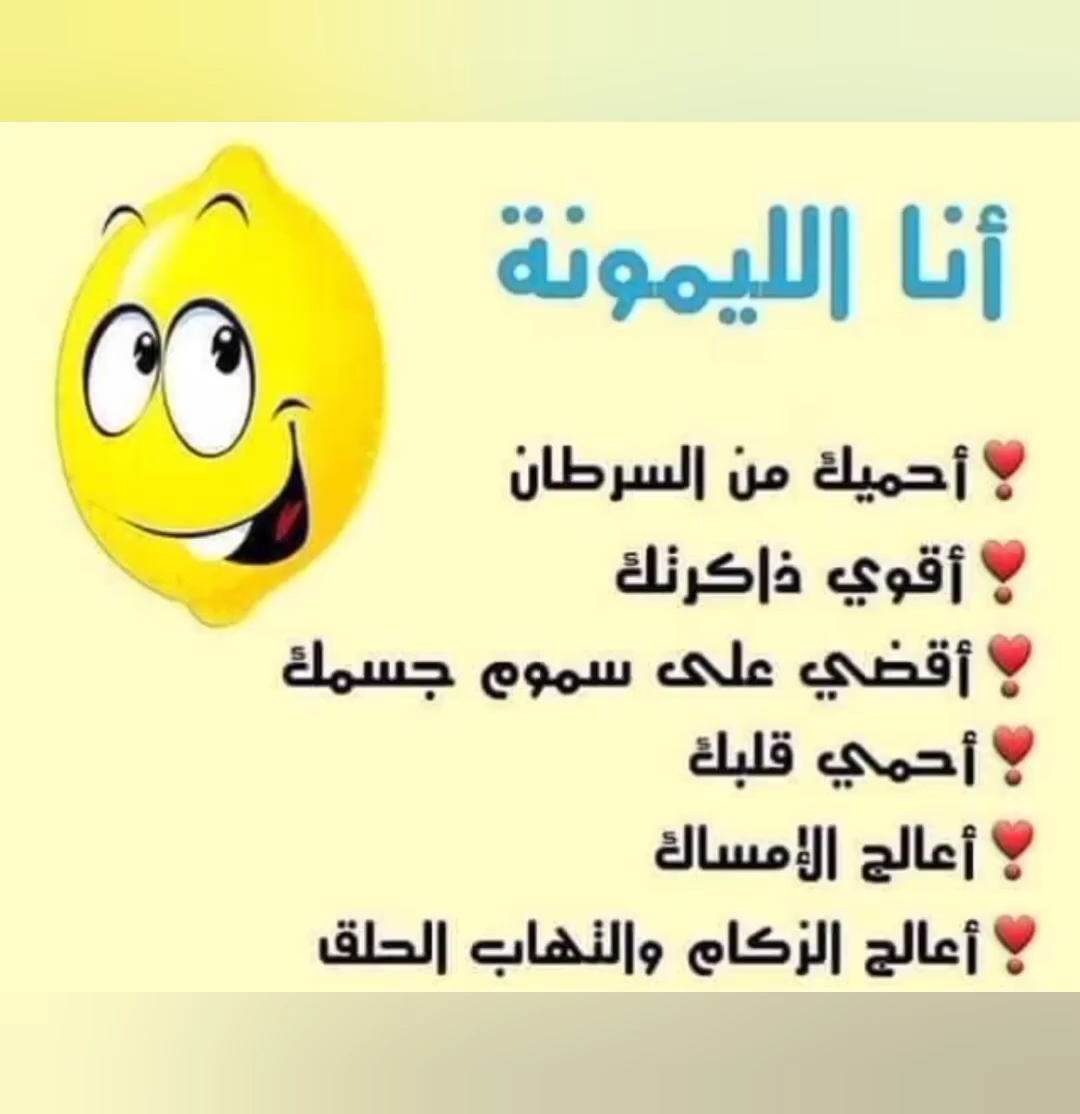 أنا الليمونة
أحميك من السرطان
أقوي ذاكرتك
أقضي على سموم جسمك
أحمي قلبك
أعالج الإمساك
أعالج الزكام والتهاب الحلق